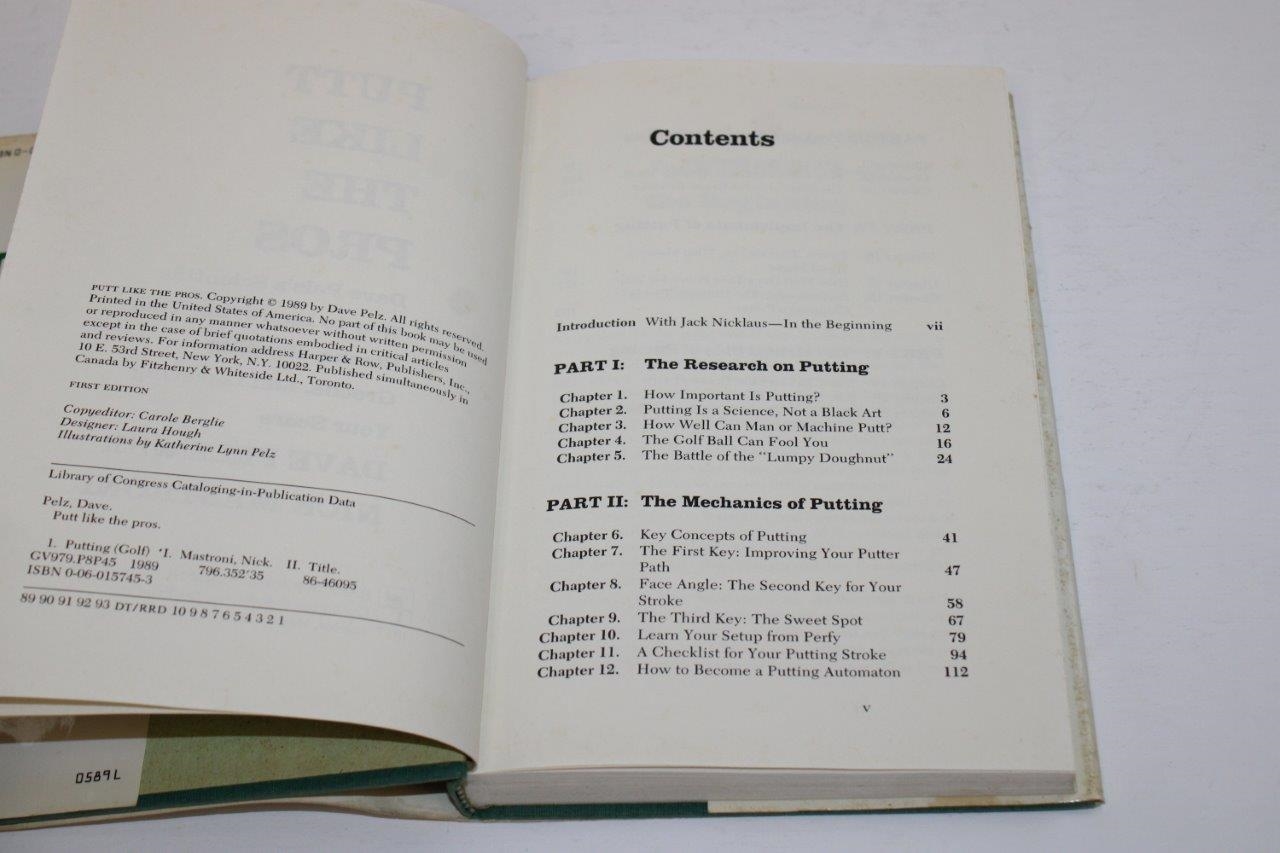 PUTT LIKE THE PROS. Copyright © 1989 by Dave Pelz. All rights reserved.
Printed in the United States of America. No part of this book may be used
or reproduced in any manner whatsoever without written permission
except in the case of brief quotations embodied in critical articles
and reviews. For information address Harper & Row, Publishers, Inc.,
10 E. 53rd Street, New York, N.Y. 10022. Published simultaneously in
Canada by Fitzhenry & Whiteside Ltd., Toronto.
FIRST EDITION
Copyeditor: Carole Berglie
Designer: Laura Hough
Illustrations by Katherine Lynn Pelz
Library of Congress Cataloging-in-Publication Data
Pelz, Dave.
Putt like the pros.
1. Putting (Golf) I. Mastroni, Nick. II. Title.
GV979.P8P45 1989 796.352'35 86-46095
ISBN 0-06-015745-3
89 90 91 92 93 DT/RRD 10 9 8 7 6 5 4 3 2 1
0589L
Contents
Introduction With Jack Nicklaus—In the Beginning vii
PART I: The Research on Putting
Chapter 1. How Important Is Putting? 3
Chapter 2. Putting Is a Science, Not a Black Art 6
Chapter 3. How Well Can Man or Machine Putt? 12
Chapter 4. The Golf Ball Can Fool You 16
Chapter 5. The Battle of the "Lumpy Doughnut" 24
PART II: The Mechanics of Putting
Chapter 6. Key Concepts of Putting 41
Chapter 7. The First Key: Improving Your Putter
Path 47
Chapter 8. Face Angle: The Second Key for Your
Stroke 58
Chapter 9. The Third Key: The Sweet Spot 67
Chapter 10. Learn Your Setup from Perfy 79
Chapter 11. A Checklist for Your Putting Stroke 94
Chapter 12. How to Become a Putting Automaton 112
v